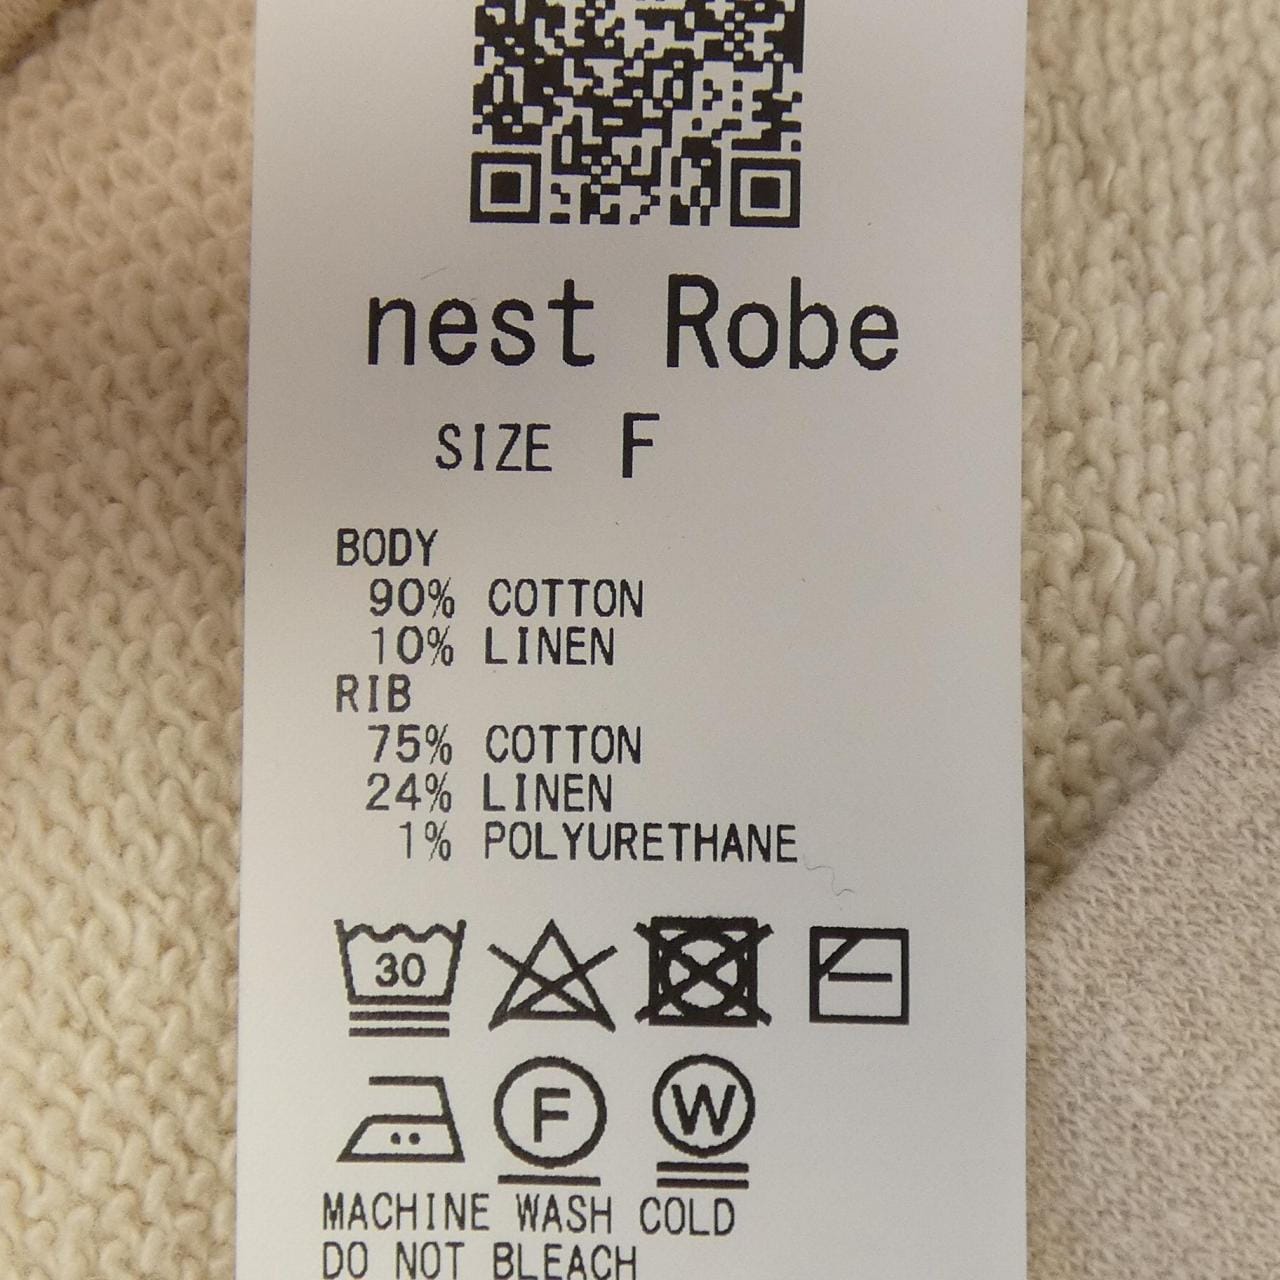 nest Robe
SIZE F
BODY
90% COTTON
10% LINEN
RIB
75% COTTON
24% LINEN
1% POLYURETHANE
30
F W
MACHINE WASH COLD
DO NOT BLEACH